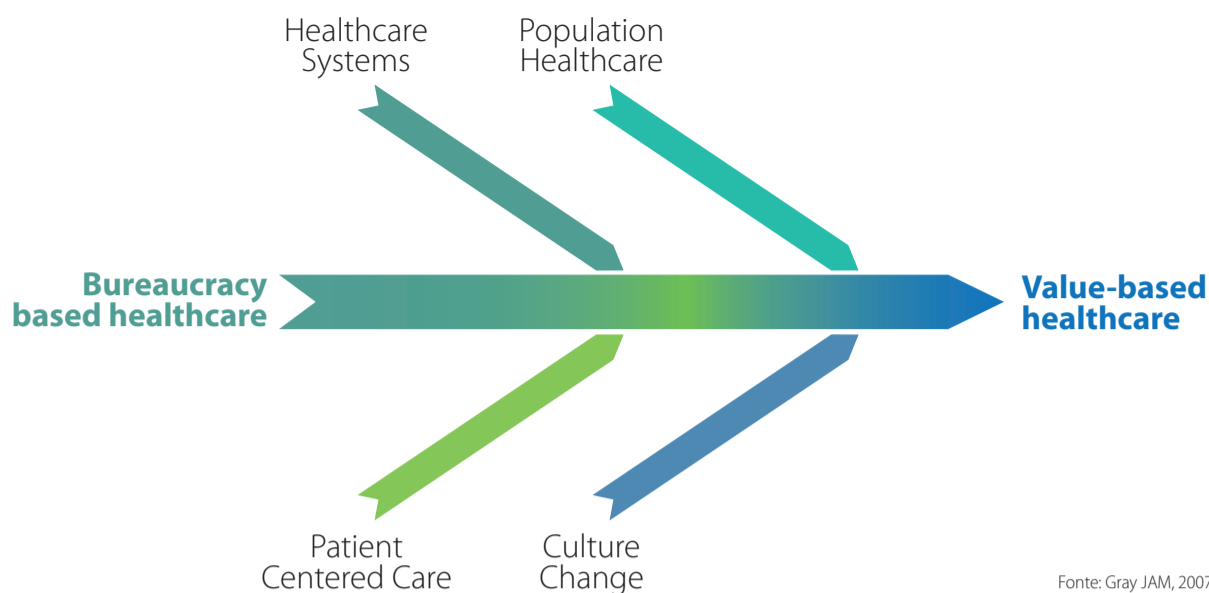 Healthcare
Systems
Population
Healthcare
Bureaucracy
based healthcare
Value-based
healthcare
Patient
Centered Care
Culture
Change
Fonte: Gray JAM, 2007